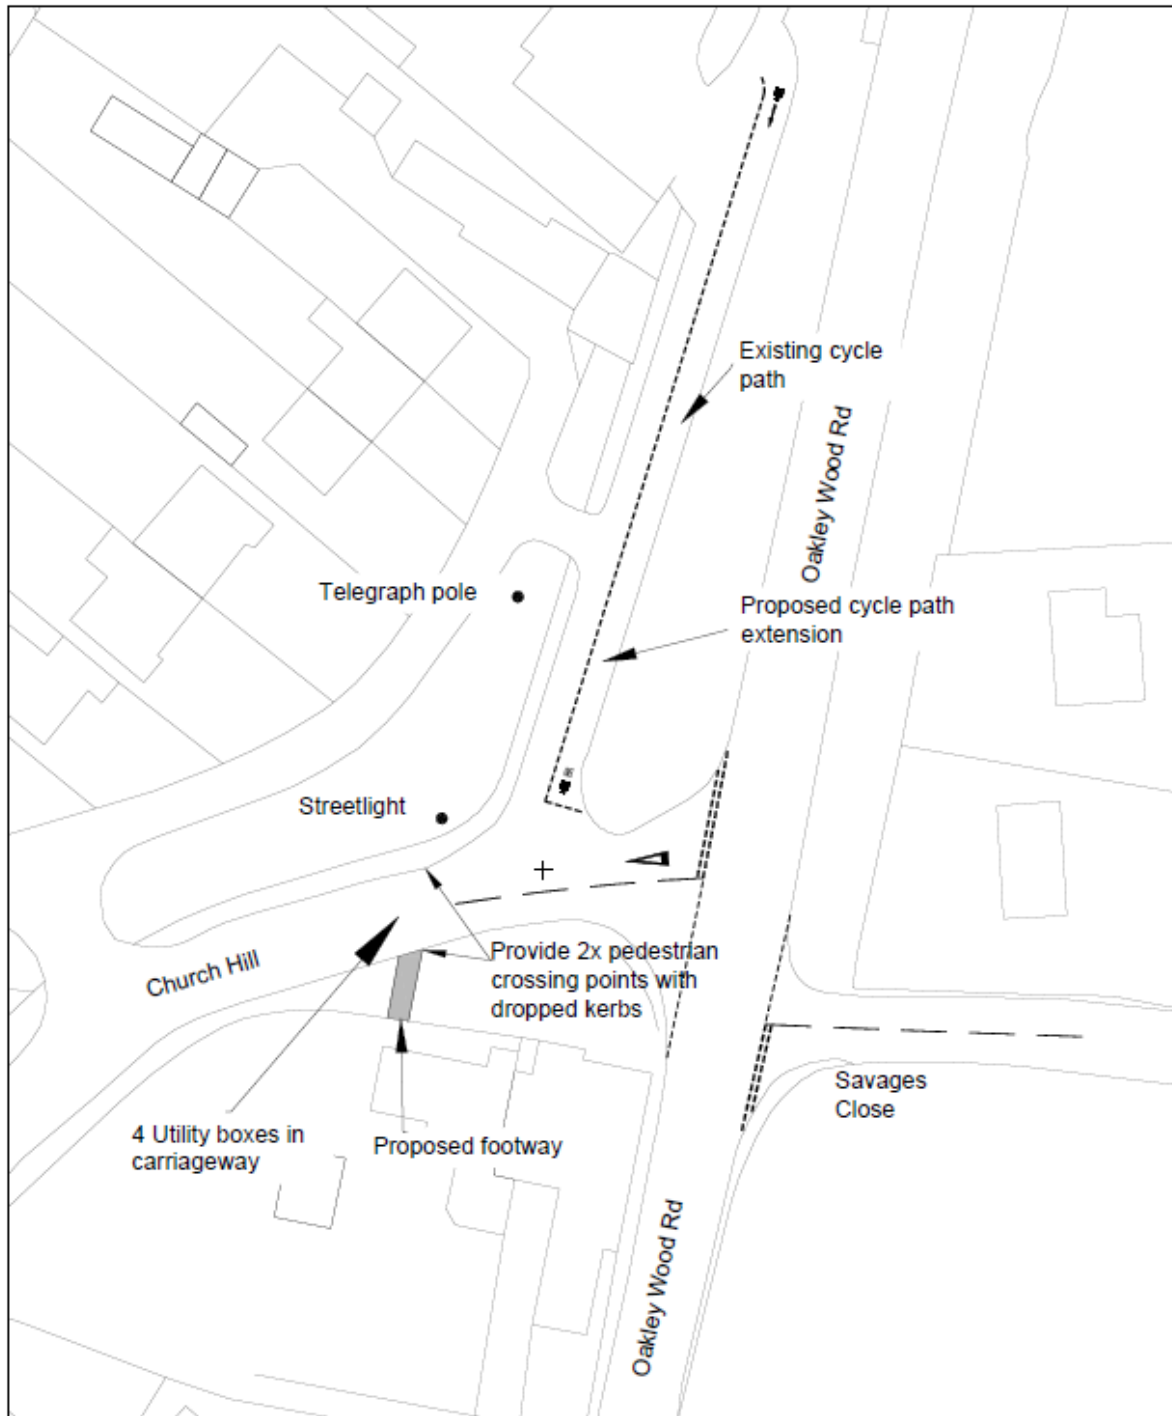 Existing cycle
path
Oakley Wood Rd
Telegraph pole
Proposed cycle path
extension
Streetlight
Church Hill
Provide 2x pedestrian
crossing points with
dropped kerbs
Savages
Close
4 Utility boxes in
carriageway
Proposed footway
Oakley Wood Rd